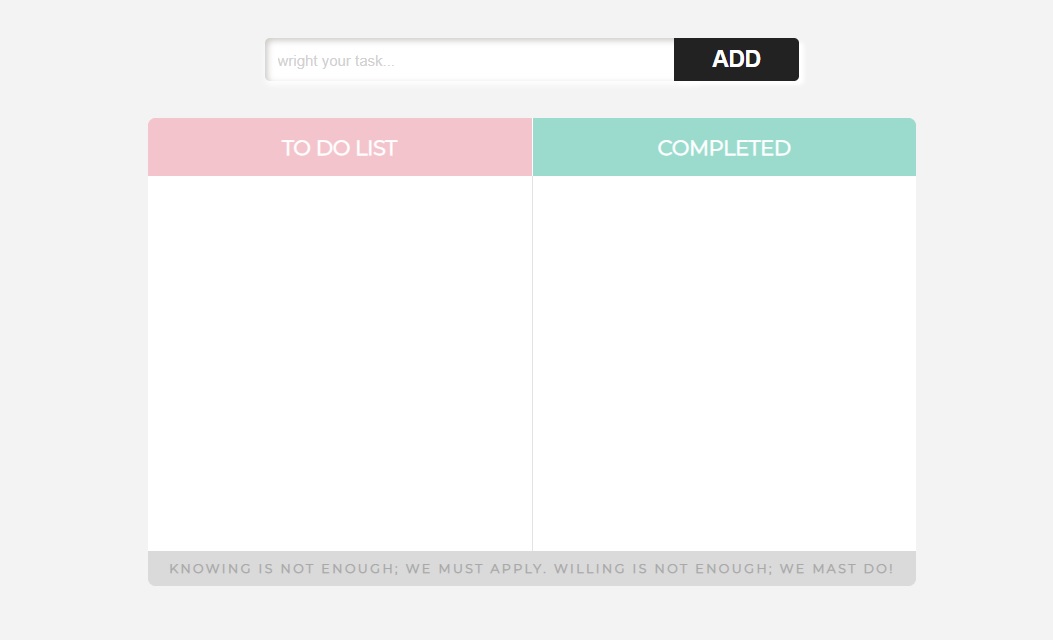 wright your task...
ADD
TO DO LIST
COMPLETED
KNOWING IS NOT ENOUGH; WE MUST APPLY. WILLING IS NOT ENOUGH; WE MAST DO!